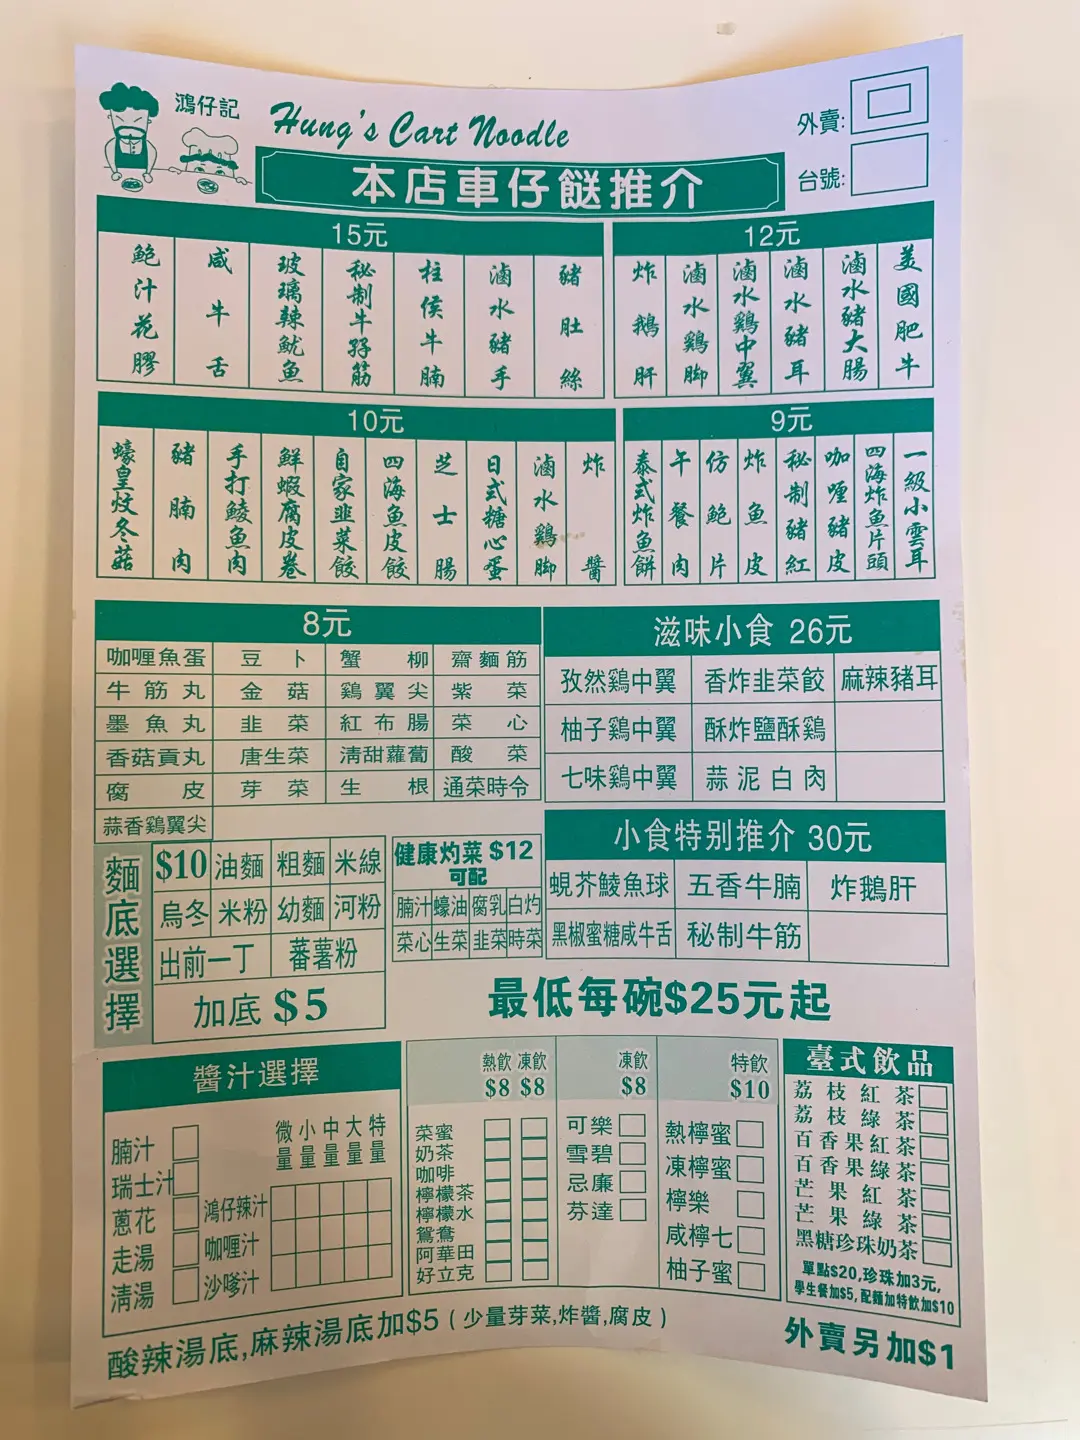 鴻仔記
Hung's Cart Noodle
外賣:
台號:
本店車仔餸推介
15元
鮑汁花膠
咸牛舌
玻璃辣魷魚
秘制牛孖筋
柱侯牛腩
滷水豬手
豬肚絲
12元
炸鵝肝
滷水鷄脚
滷水鷄中翼
滷水豬耳
滷水豬大腸
美國肥牛
10元
蠔皇炆冬菇
豬腩肉
手打鯪魚肉
鮮蝦腐皮卷
自家韭菜餃
四海魚皮餃
芝士腸
日式糖心蛋
滷水鷄脚
炸醬
9元
泰式炸魚餅
午餐肉
仿鮑片
炸魚皮
秘制豬紅
咖喱豬皮
四海炸魚片頭
一級小雲耳
8元
咖喱魚蛋 豆卜 蟹柳 齋麵筋
牛筋丸 金菇 鷄翼尖 紫菜
墨魚丸 韭菜 紅布腸 菜心
香菇貢丸 唐生菜 淸甜蘿蔔 酸菜
腐皮 芽菜 生根 通菜時令
蒜香鷄翼尖
滋味小食 26元
孜然鷄中翼 香炸韭菜餃 麻辣豬耳
柚子鷄中翼 酥炸鹽酥鷄
七味鷄中翼 蒜泥白肉
小食特别推介 30元
蜆芥鯪魚球 五香牛腩 炸鵝肝
黑椒蜜糖咸牛舌 秘制牛筋
麵底選擇
$10 油麵 粗麵 米線
烏冬 米粉 幼麵 河粉
出前一丁 蕃薯粉
加底 $5
健康灼菜 $12
可配
腩汁 蠔油 腐乳 白灼
菜心 生菜 韭菜 時菜
最低每碗$25元起
醬汁選擇
腩汁
瑞士汁
蔥花
走湯
淸湯
微量 小量 中量 大量 特量
鴻仔辣汁
咖喱汁
沙嗲汁
熱飲 凍飲
$8 $8
菜蜜
奶茶
咖啡
檸檬茶
檸檬水
鴛鴦
阿華田
好立克
凍飲
$8
可樂
雪碧
忌廉
芬達
特飲
$10
熱檸蜜
凍檸蜜
檸樂
咸檸七
柚子蜜
臺式飲品
荔枝紅茶
荔枝綠茶
百香果紅茶
百香果綠茶
芒果紅茶
芒果綠茶
黑糖珍珠奶茶
單點$20,珍珠加3元,
學生餐加$5,配麵加特飲加$10
酸辣湯底,麻辣湯底加$5 (少量芽菜,炸醬,腐皮)
外賣另加$1